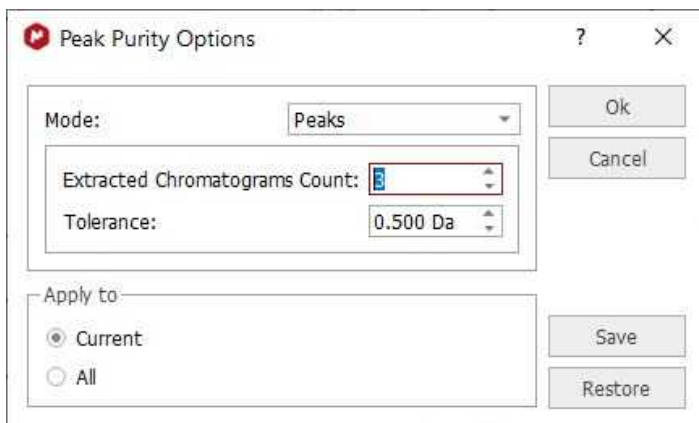 Peak Purity Options ? ×
Mode: Peaks
Ok
Cancel
Extracted Chromatograms Count: 3
Tolerance: 0.500 Da
Apply to
Current
All
Save
Restore